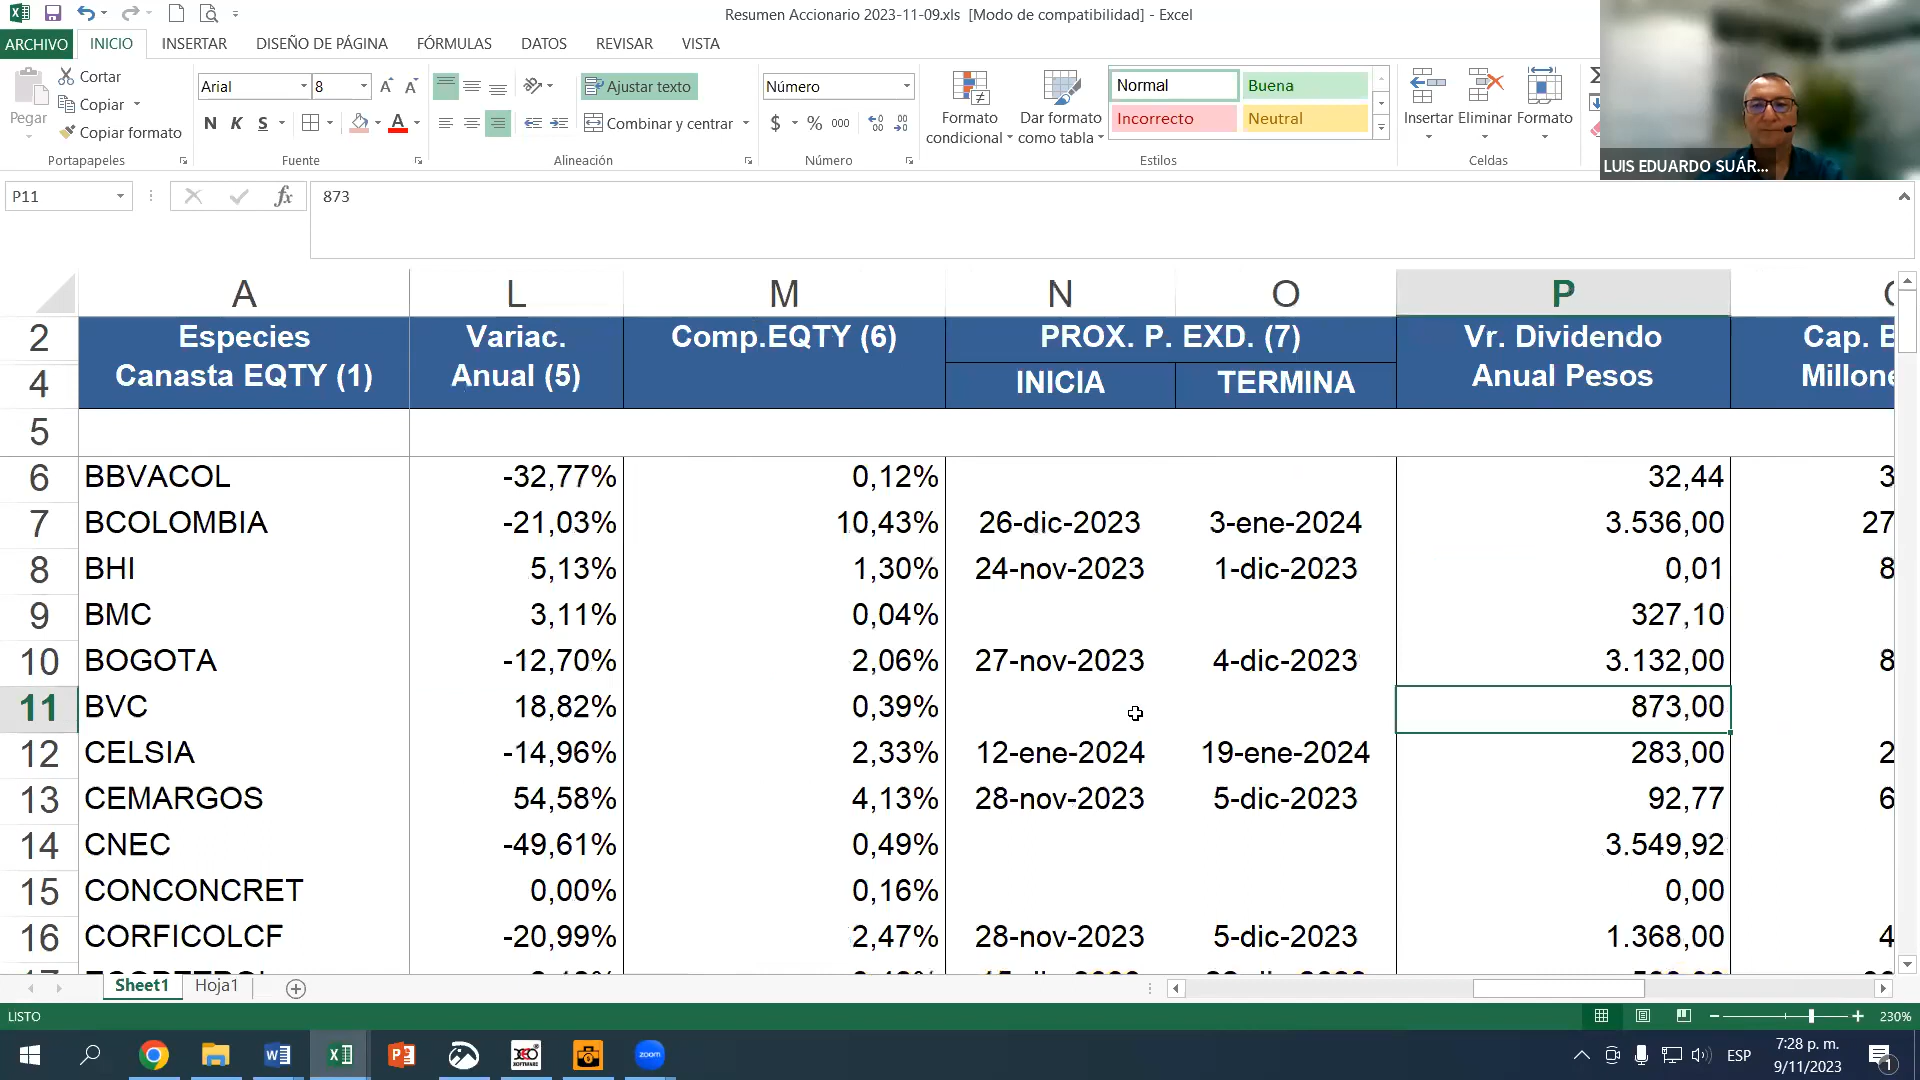 Resumen Accionario 2023-11-09.xls [Modo de compatibilidad] - Excel
ARCHIVO INICIO INSERTAR DISEÑO DE PÁGINA FÓRMULAS DATOS REVISAR VISTA
Pegar
Cortar
Copiar
Copiar formato
Portapapeles
Arial 8
N K S
Fuente
Ajustar texto
Combinar y centrar
Alineación
Número
$ % 000
Número
Formato condicional
Dar formato como tabla
Normal Buena
Incorrecto Neutral
Estilos
Insertar Eliminar Formato
Celdas
LUIS EDUARDO SUÁR...
P11 fx 873
A L M N O P
2 Especies Variac. Comp.EQTY (6) PROX. P. EXD. (7) Vr. Dividendo Cap. B
4 Canasta EQTY (1) Anual (5) INICIA TERMINA Anual Pesos Millone
5
6 BBVACOL -32,77% 0,12% 32,44 3
7 BCOLOMBIA -21,03% 10,43% 26-dic-2023 3-ene-2024 3.536,00 27
8 BHI 5,13% 1,30% 24-nov-2023 1-dic-2023 0,01 8
9 BMC 3,11% 0,04% 327,10
10 BOGOTA -12,70% 2,06% 27-nov-2023 4-dic-2023 3.132,00 8
11 BVC 18,82% 0,39% 873,00
12 CELSIA -14,96% 2,33% 12-ene-2024 19-ene-2024 283,00 2
13 CEMARGOS 54,58% 4,13% 28-nov-2023 5-dic-2023 92,77 6
14 CNEC -49,61% 0,49% 3.549,92
15 CONCONCRET 0,00% 0,16% 0,00
16 CORFICOLCF -20,99% 2,47% 28-nov-2023 5-dic-2023 1.368,00 4
Sheet1 Hoja1
LISTO 230%
zoom
ESP
7:28 p. m.
9/11/2023
1